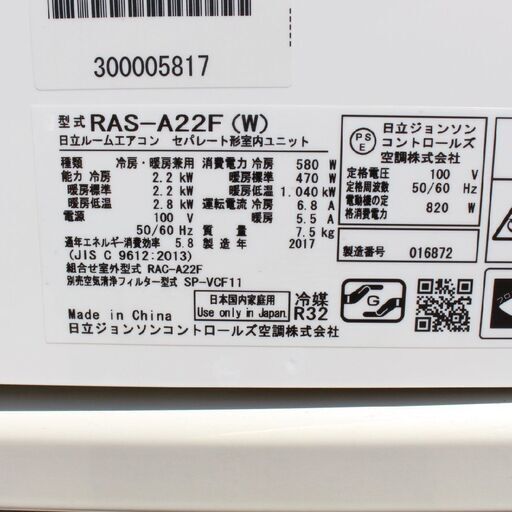 300005817
型式 RAS-A22F (W)
日立ルームエアコン セパレート形室内ユニット
種類 冷房・暖房兼用 消費電力 冷房 580 W
能力 冷房 2.2 kW 暖房標準 470 W
暖房標準 2.2 kW 暖房低温 1.040 kW
暖房低温 2.8 kW 運転電流 冷房 6.8 A
電源 100 V 暖房 5.5 A
50/60 Hz 質量 7.5 kg
通年エネルギー消費効率 5.8 製造年 2017
(JIS C 9612:2013)
組合せ室外型式 RAC-A22F
別売空気清浄フィルター型式 SP-VCF11
日本国内家庭用
Use only in Japan.
冷媒
R32
Made in China
日立ジョンソンコントロールズ空調株式会社
PS
E
日立ジョンソン
コントロールズ
空調株式会社
定格電圧 100 V
定格周波数 50/60 Hz
電動機の定
格消費電力 820 W
製造番号 016872
G